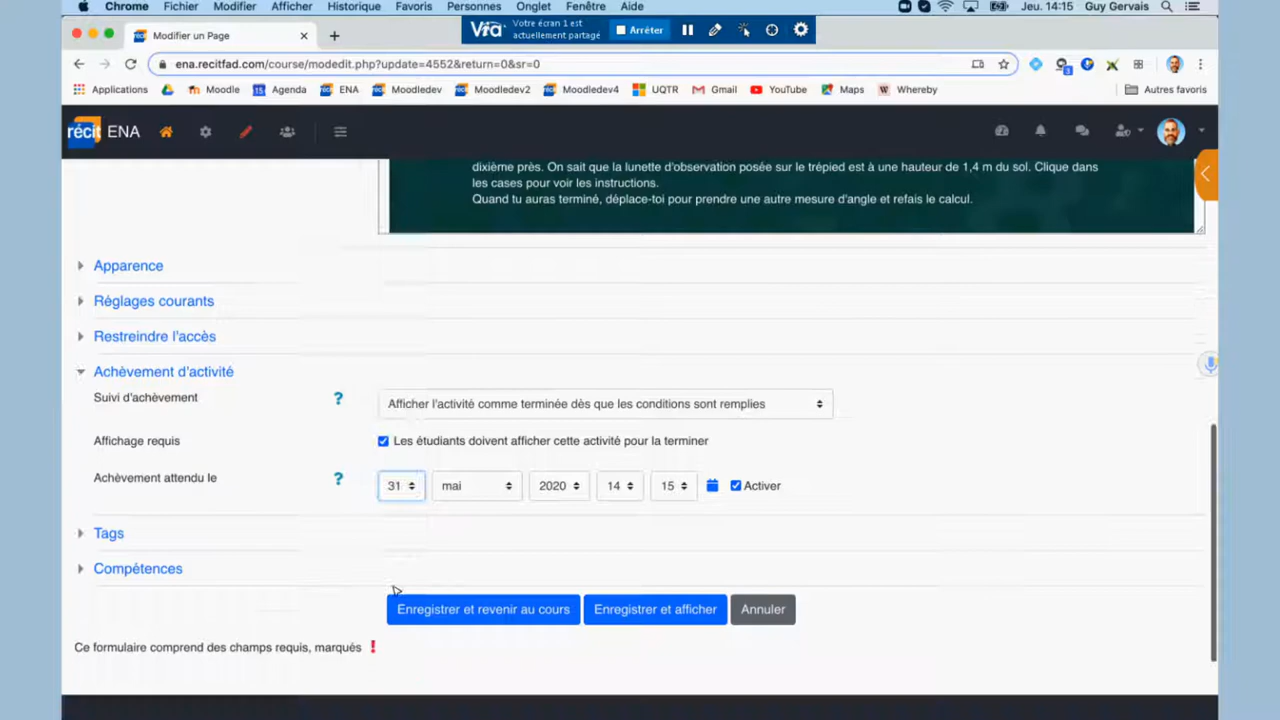 Chrome Fichier Modifier Afficher Historique Favoris Personnes Onglet Fenêtre Aide Jeu. 14:15 Guy Gervais
Modifier un Page
Via Votre écran 1 est actuellement partagé Arrêter
ena.recitfad.com/course/modedit.php?update=4552&return=0&sr=0
Applications Moodle Agenda ENA Moodledev Moodledev2 Moodledev4 UQTR Gmail YouTube Maps Whereby Autres favoris
récit ENA
dixième près. On sait que la lunette d'observation posée sur le trépied est à une hauteur de 1,4 m du sol. Clique dans
les cases pour voir les instructions.
Quand tu auras terminé, déplace-toi pour prendre une autre mesure d'angle et refais le calcul.
Apparence
Réglages courants
Restreindre l'accès
Achèvement d'activité
Suivi d'achèvement ? Afficher l'activité comme terminée dès que les conditions sont remplies
Affichage requis Les étudiants doivent afficher cette activité pour la terminer
Achèvement attendu le ? 31 mai 2020 14 15 Activer
Tags
Compétences
Enregistrer et revenir au cours Enregistrer et afficher Annuler
Ce formulaire comprend des champs requis, marqués !